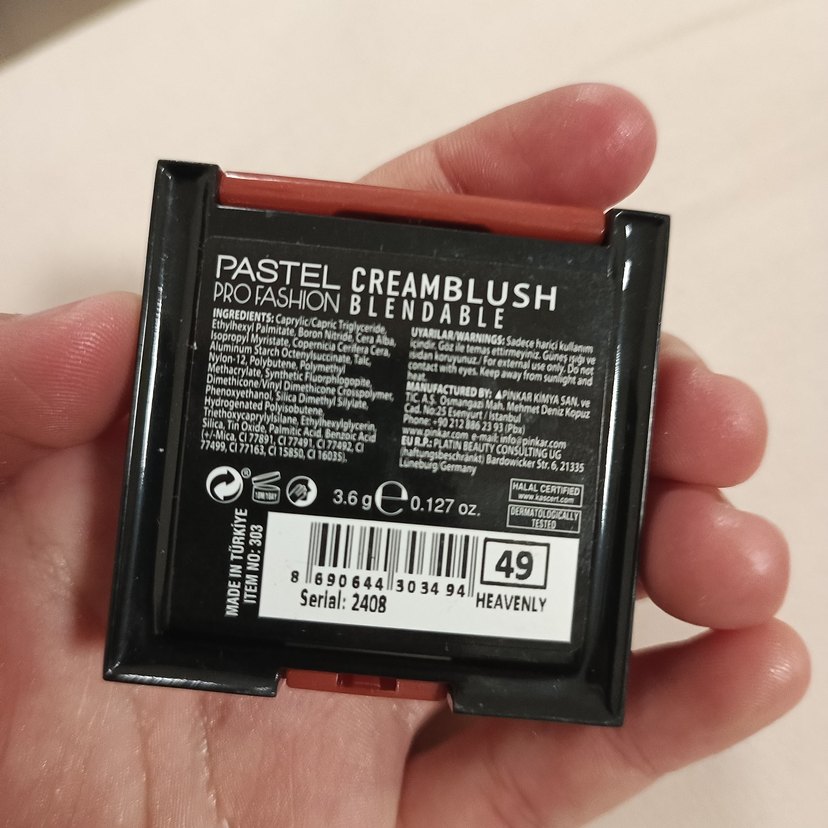 PASTEL
PRO FASHION
CREAMBLUSH
BLENDABLE
INGREDIENTS: Caprylic/Capric Triglyceride,
Ethylhexyl Palmitate, Boron Nitride, Cera Alba,
Isopropyl Myristate, Copernicia Cerifera Cera,
Aluminum Starch Octenylsuccinate, Talc,
Nylon-12, Polybutene, Polymethyl
Methacrylate, Synthetic Fluorphlogopite,
Dimethicone/Vinyl Dimethicone Crosspolymer,
Phenoxyethanol, Silica Dimethyl Silylate,
Hydrogenated Polyisobutene,
Triethoxycaprylylsilane, Ethylhexylglycerin,
Silica, Tin Oxide, Palmitic Acid, Benzoic Acid
(+/-Mica, CI 77891, CI 77491, CI 77492, CI
77499, CI 77163, CI 15850, CI 16035).
UYARILAR/WARNINGS: Sadece harici kullanım
içindir. Göz ile temas ettirmeyiniz. Güneş ışığı ve
ısıdan koruyunuz./ For external use only. Do not
contact with eyes. Keep away from sunlight and
heat.
MANUFACTURED BY: PINKAR KİMYA SAN. ve
TİC. A.S. Osmangazi Mah. Mehmet Deniz Kopuz
Cad. No:25 Esenyurt / İstanbul
Phone: +90 212 886 23 93 (Pbx)
www.pinkar.com e-mail: info@pinkar.com
EU R.P.: PLATIN BEAUTY CONSULTING UG
(haftungsbeschränkt) Bardowicker Str. 6, 21335
Lüneburg Germany
3.6 g e 0.127 oz.
HALAL CERTIFIED
www.kascert.com
DERMATOLOGICALLY
TESTED
MADE IN TÜRKİYE
ITEM NO: 303
8 690644 303494
Serial: 2408
49
HEAVENLY